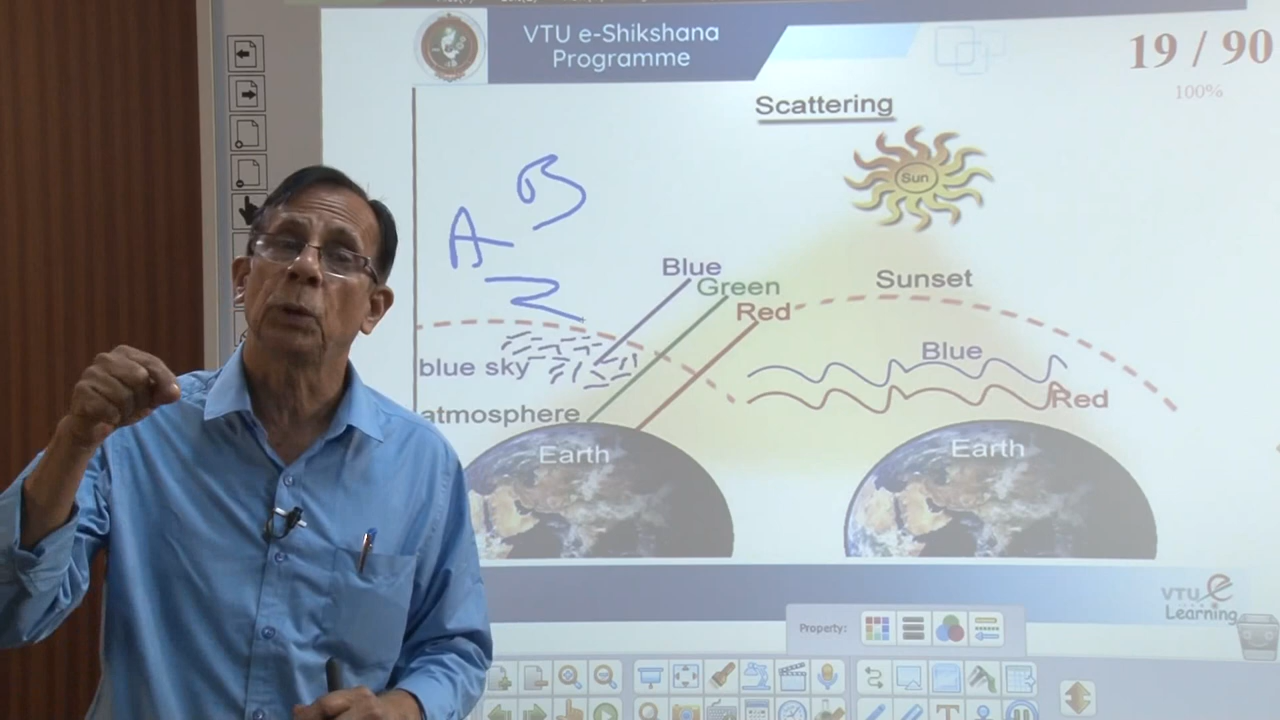 VTU e-Shikshana
Programme
19 / 90
100%
Scattering
Sun
A B
Blue
Green
Red
Sunset
blue sky
atmosphere
Earth
Blue
Red
Earth
VTU e
Learning
Property:
T